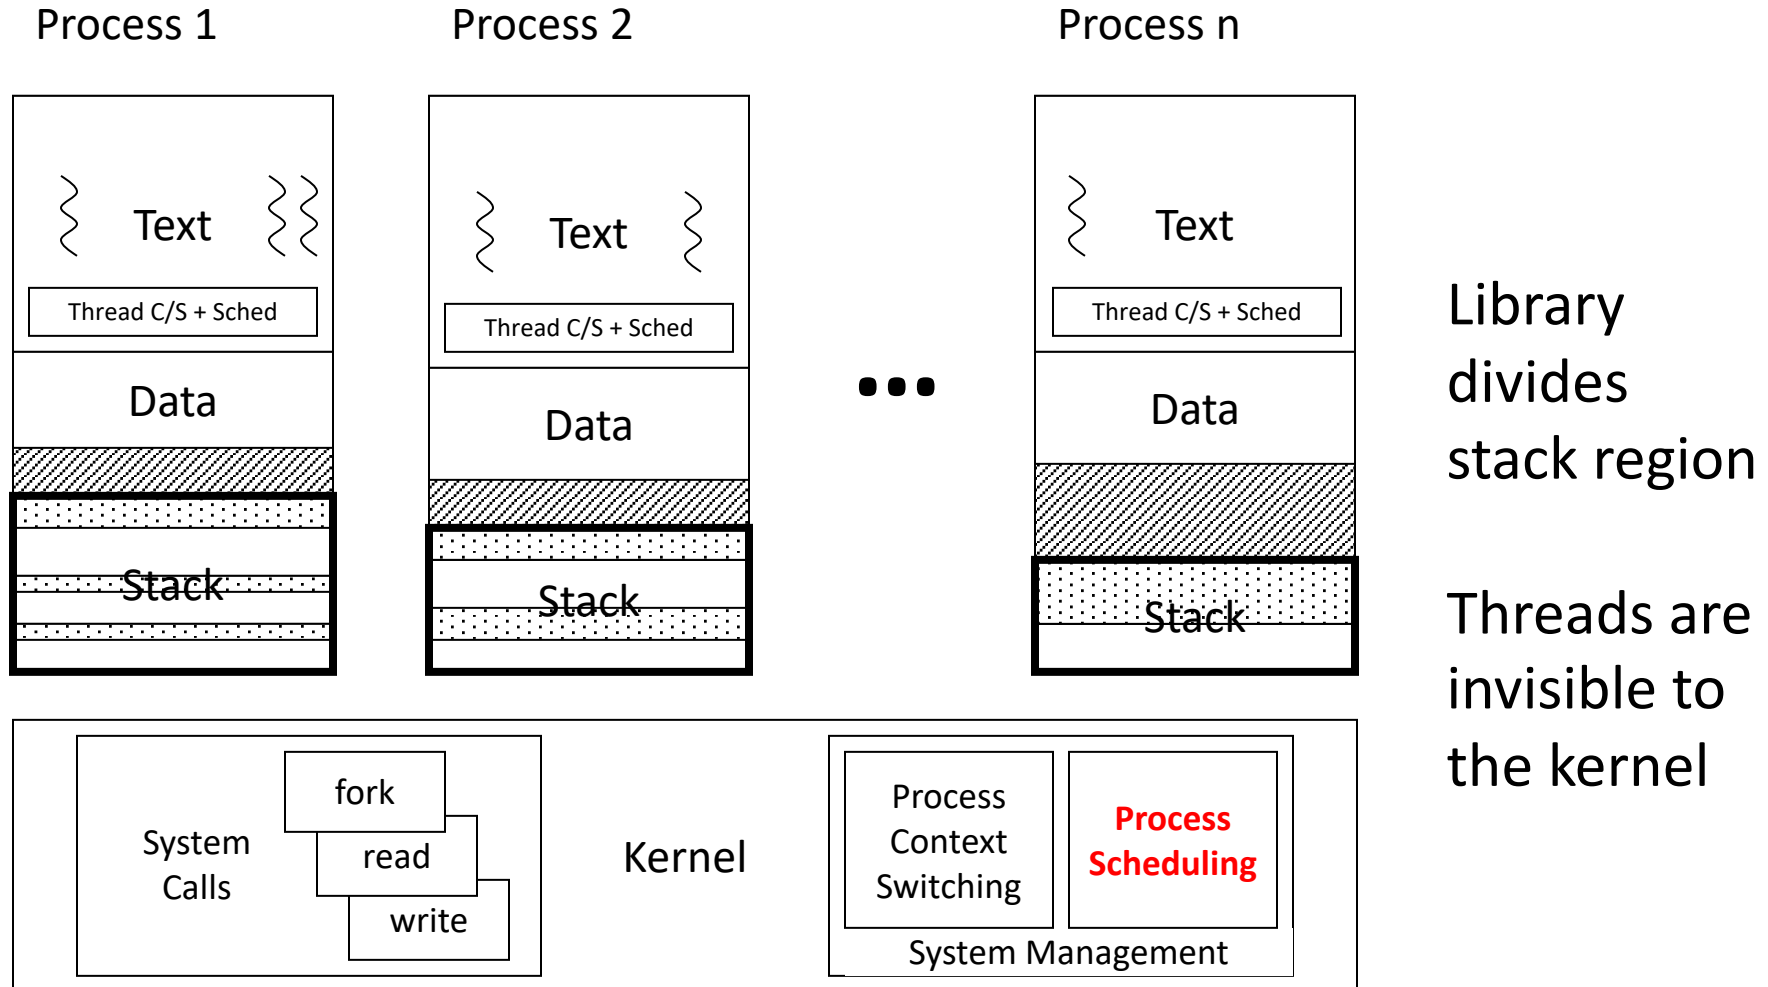 Process 1
Process 2
Process n
Text
Thread C/S + Sched
Data
Stack
Text
Thread C/S + Sched
Data
Stack
...
Text
Thread C/S + Sched
Data
Stack
Library
divides
stack region
Threads are
invisible to
the kernel
System
Calls
fork
read
write
Kernel
Process
Context
Switching
Process
Scheduling
System Management